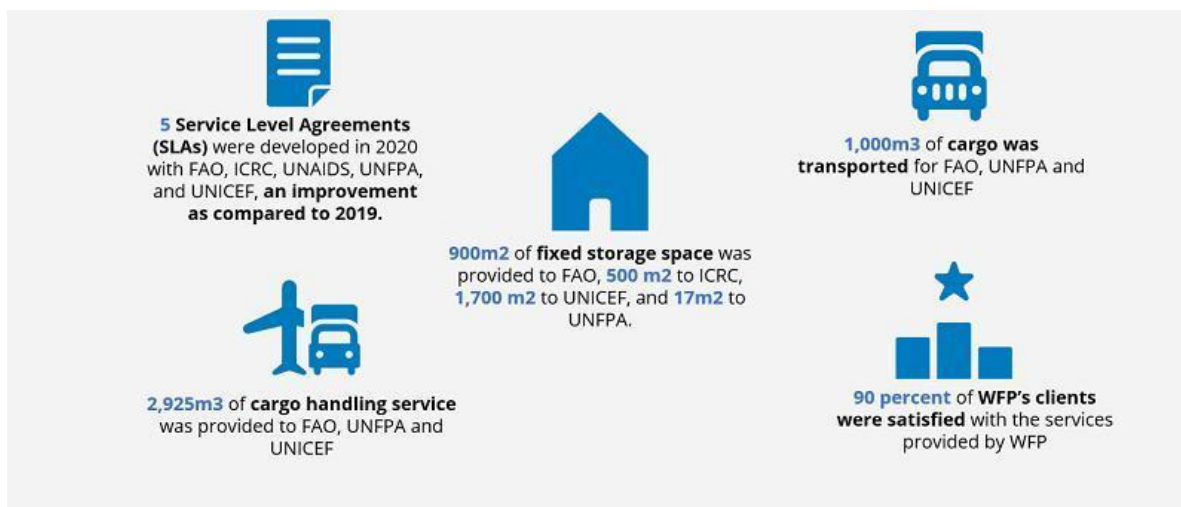 5 Service Level Agreements
(SLAs) were developed in 2020
with FAO, ICRC, UNAIDS, UNFPA,
and UNICEF, an improvement
as compared to 2019.
900m2 of fixed storage space was
provided to FAO, 500 m2 to ICRC,
1,700 m2 to UNICEF, and 17m2 to
UNFPA.
1,000m3 of cargo was
transported for FAO, UNFPA and
UNICEF
2,925m3 of cargo handling service
was provided to FAO, UNFPA and
UNICEF
90 percent of WFP’s clients
were satisfied with the services
provided by WFP